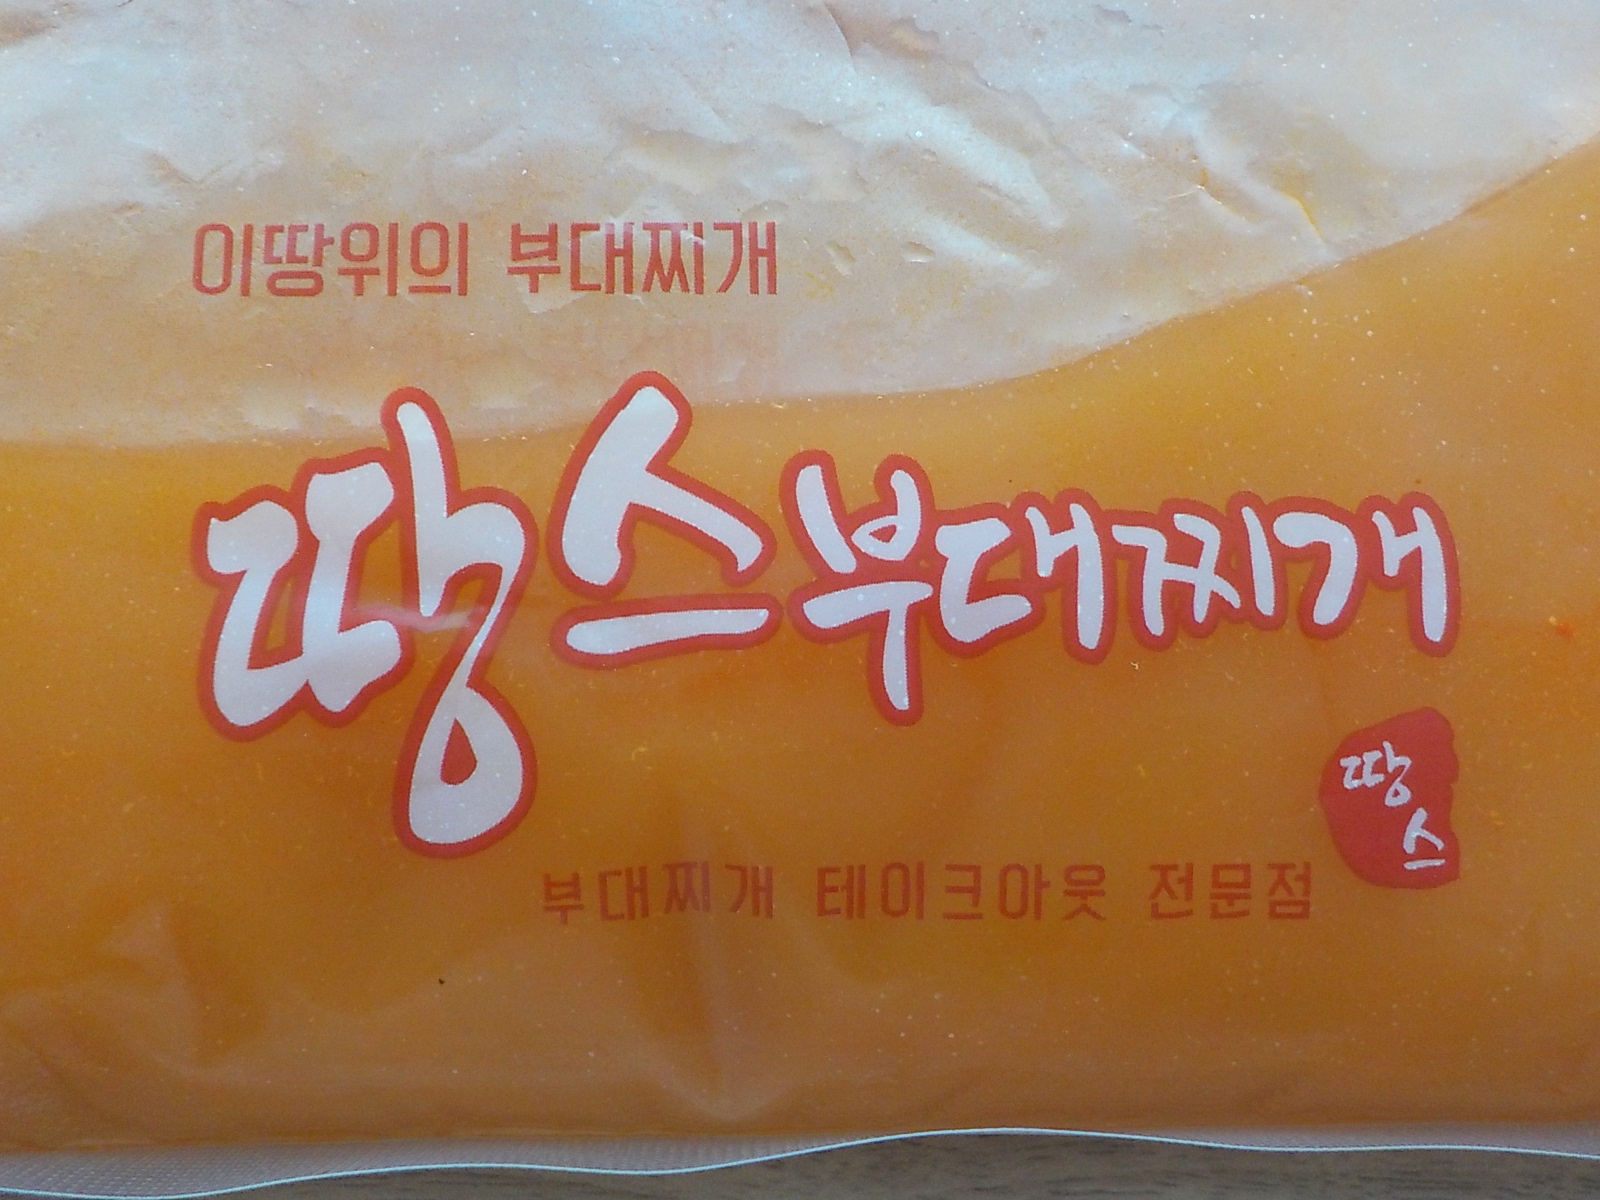 이땅위의 부대찌개
땅스부대찌개
땅
스
부대찌개 테이크아웃 전문점